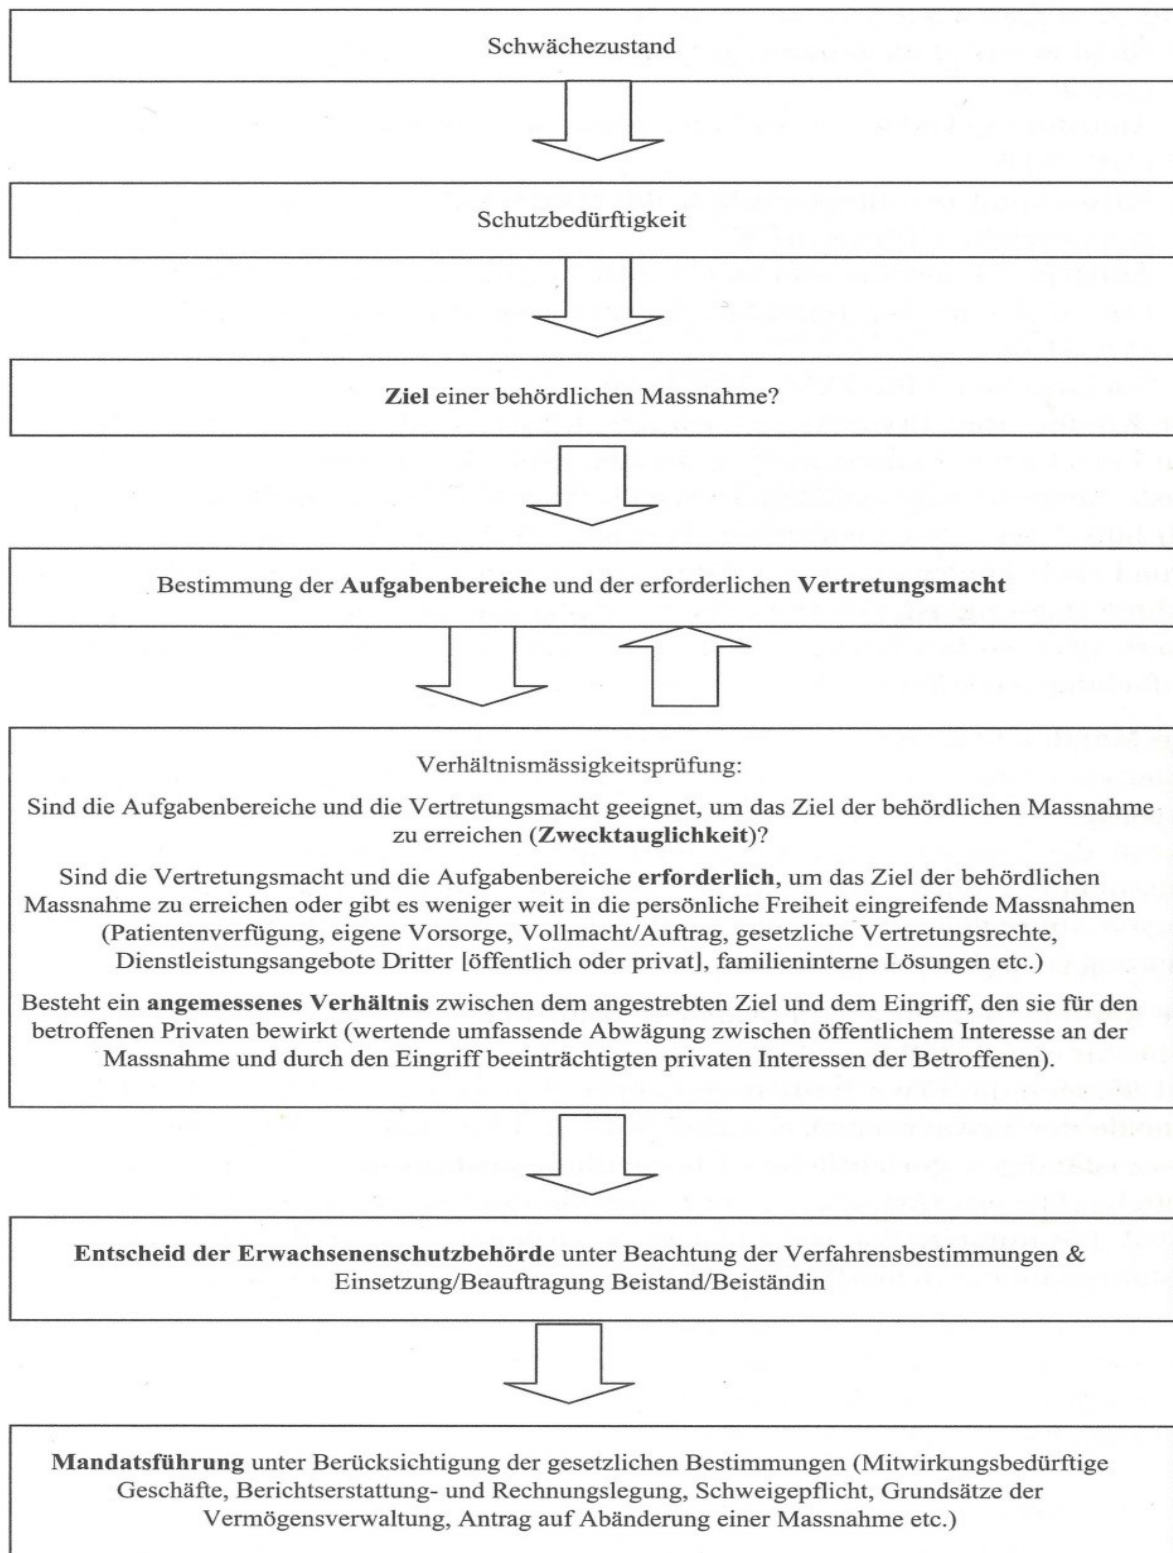 Schwächezustand
Schutzbedürftigkeit
Ziel einer behördlichen Massnahme?
Bestimmung der Aufgabenbereiche und der erforderlichen Vertretungsmacht
Verhältnismässigkeitsprüfung:
Sind die Aufgabenbereiche und die Vertretungsmacht geeignet, um das Ziel der behördlichen Massnahme
zu erreichen (Zwecktauglichkeit)?
Sind die Vertretungsmacht und die Aufgabenbereiche erforderlich, um das Ziel der behördlichen
Massnahme zu erreichen oder gibt es weniger weit in die persönliche Freiheit eingreifende Massnahmen
(Patientenverfügung, eigene Vorsorge, Vollmacht/Auftrag, gesetzliche Vertretungsrechte,
Dienstleistungsangebote Dritter [öffentlich oder privat], familieninterne Lösungen etc.)
Besteht ein angemessenes Verhältnis zwischen dem angestrebten Ziel und dem Eingriff, den sie für den
betroffenen Privaten bewirkt (wertende umfassende Abwägung zwischen öffentlichem Interesse an der
Massnahme und durch den Eingriff beeinträchtigten privaten Interessen der Betroffenen).
Entscheid der Erwachsenenschutzbehörde unter Beachtung der Verfahrensbestimmungen &
Einsetzung/Beauftragung Beistand/Beiständin
Mandatsführung unter Berücksichtigung der gesetzlichen Bestimmungen (Mitwirkungsbedürftige
Geschäfte, Berichtserstattung- und Rechnungslegung, Schweigepflicht, Grundsätze der
Vermögensverwaltung, Antrag auf Abänderung einer Massnahme etc.)